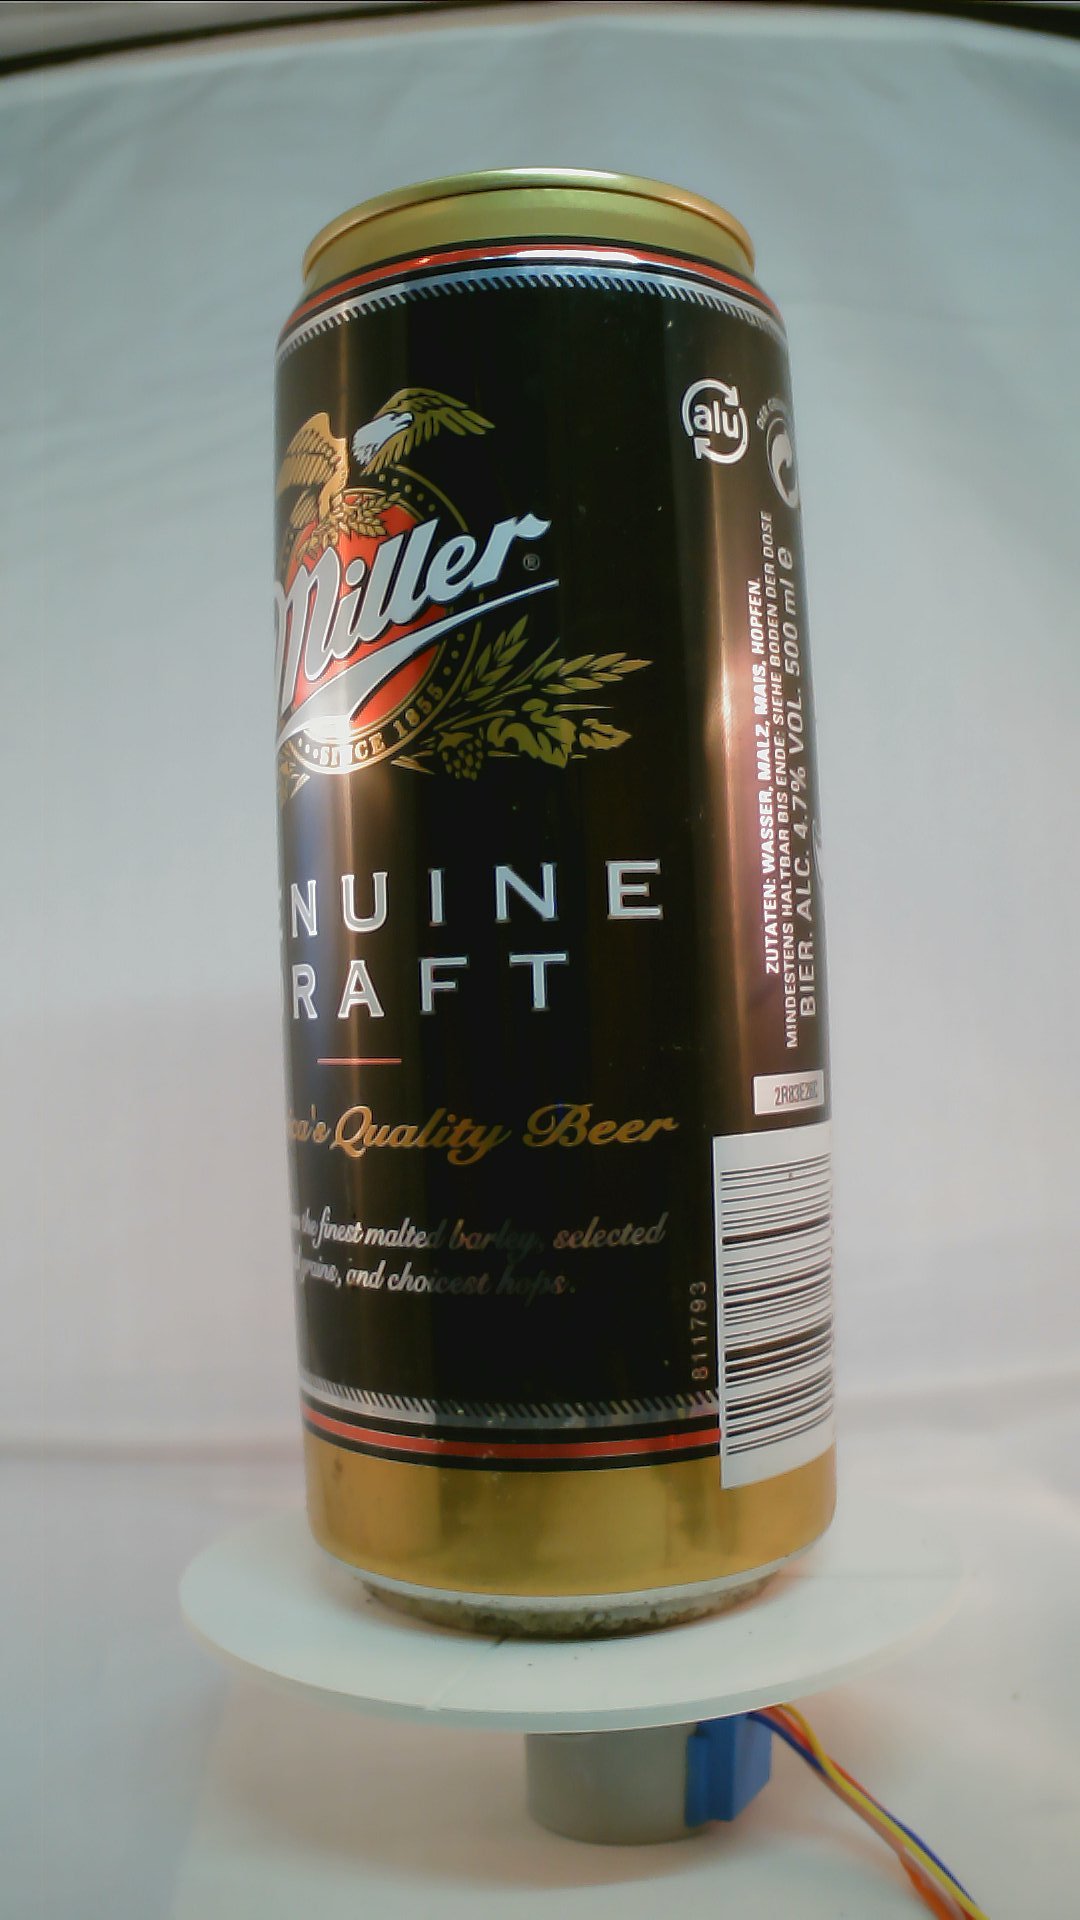 Miller ®
SINCE 1855
NUINE
RAFT
Quality Beer
the finest malted barley, selected
grains, and choicest hops.
alu
DER
ZUTATEN: WASSER, MALZ, MAIS, HOPFEN.
MINDESTENS HALTBAR BIS ENDE: SIEHE BODEN DER DOSE
BIER. ALC. 4.7% VOL. 500 ml e
811793